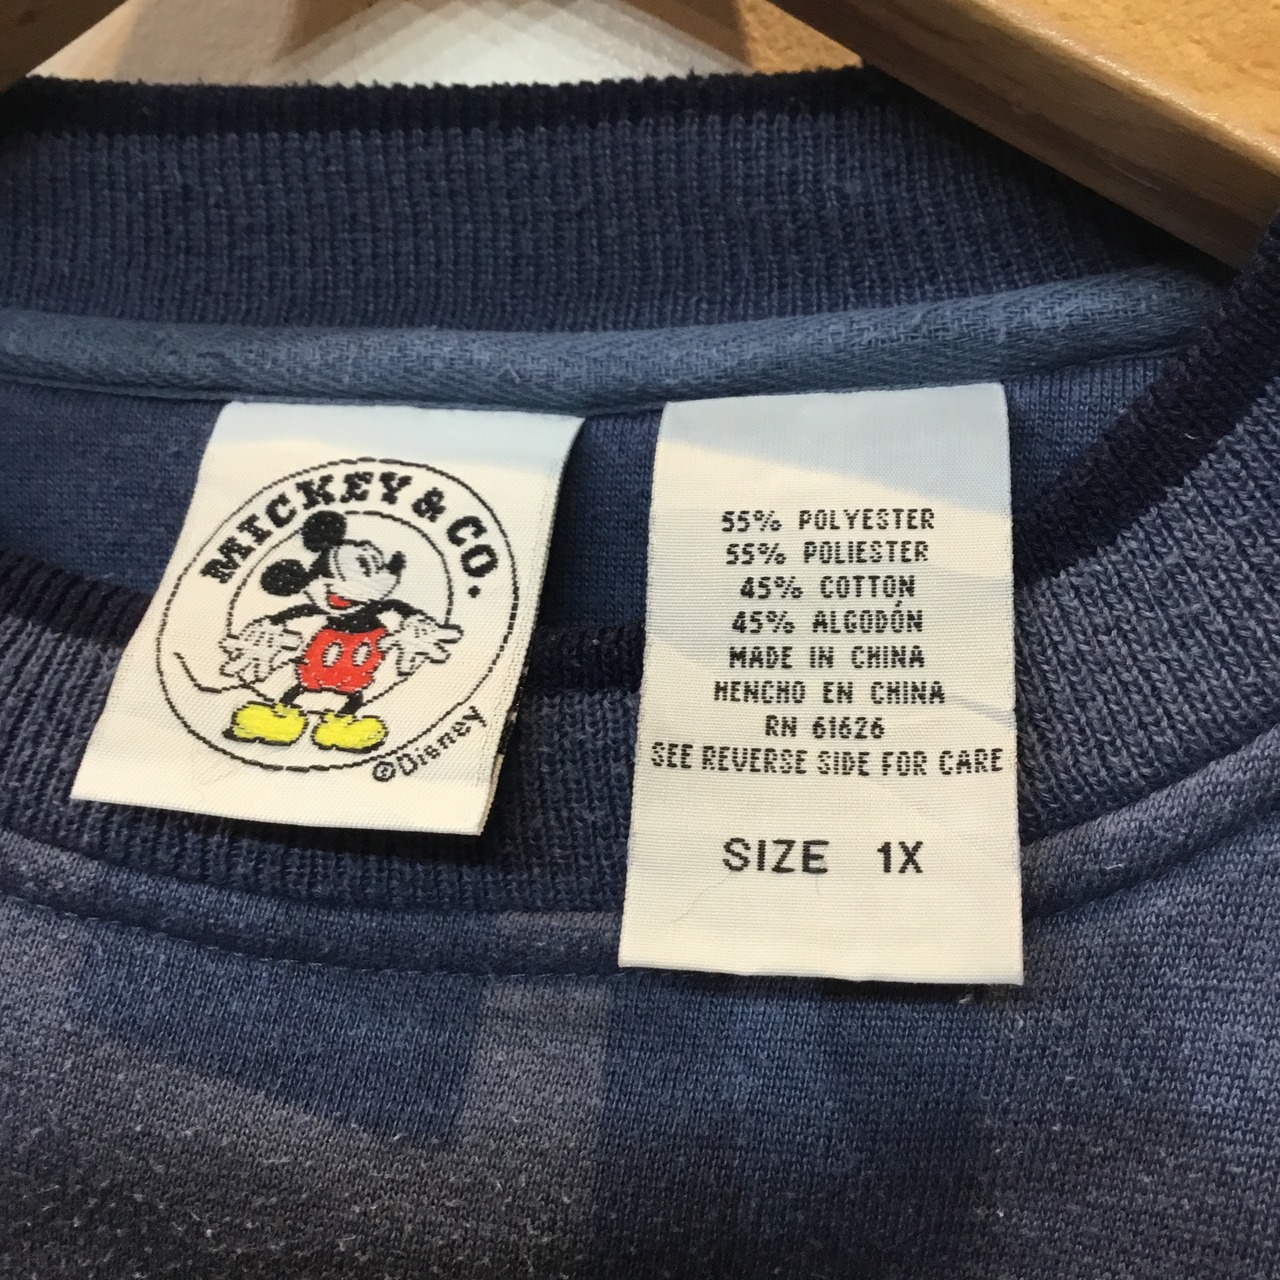 MICKEY & CO.
©Disney
55% POLYESTER
55% POLIESTER
45% COTTON
45% ALGODÓN
MADE IN CHINA
HENCHO EN CHINA
RN 61626
SEE REVERSE SIDE FOR CARE
SIZE 1X